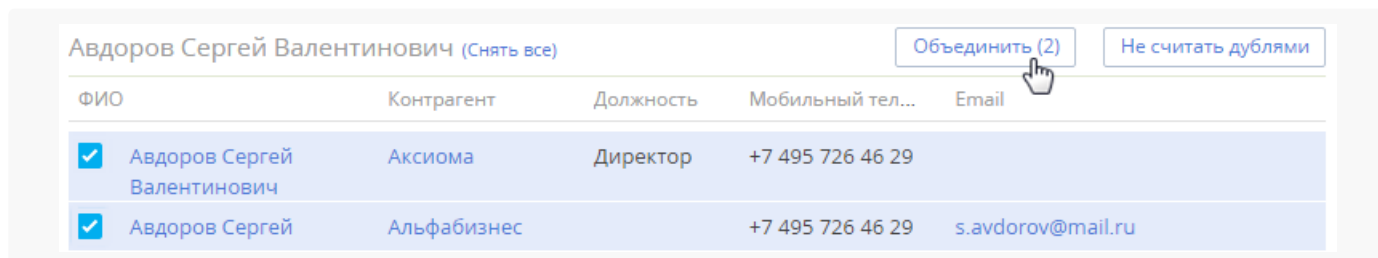 Авдоров Сергей Валентинович (Снять все) Объединить (2) Не считать дублями
ФИО Контрагент Должность Мобильный тел... Email
Авдоров Сергей Аксиома Директор +7 495 726 46 29
Валентинович
Авдоров Сергей Альфабизнес +7 495 726 46 29 s.avdorov@mail.ru